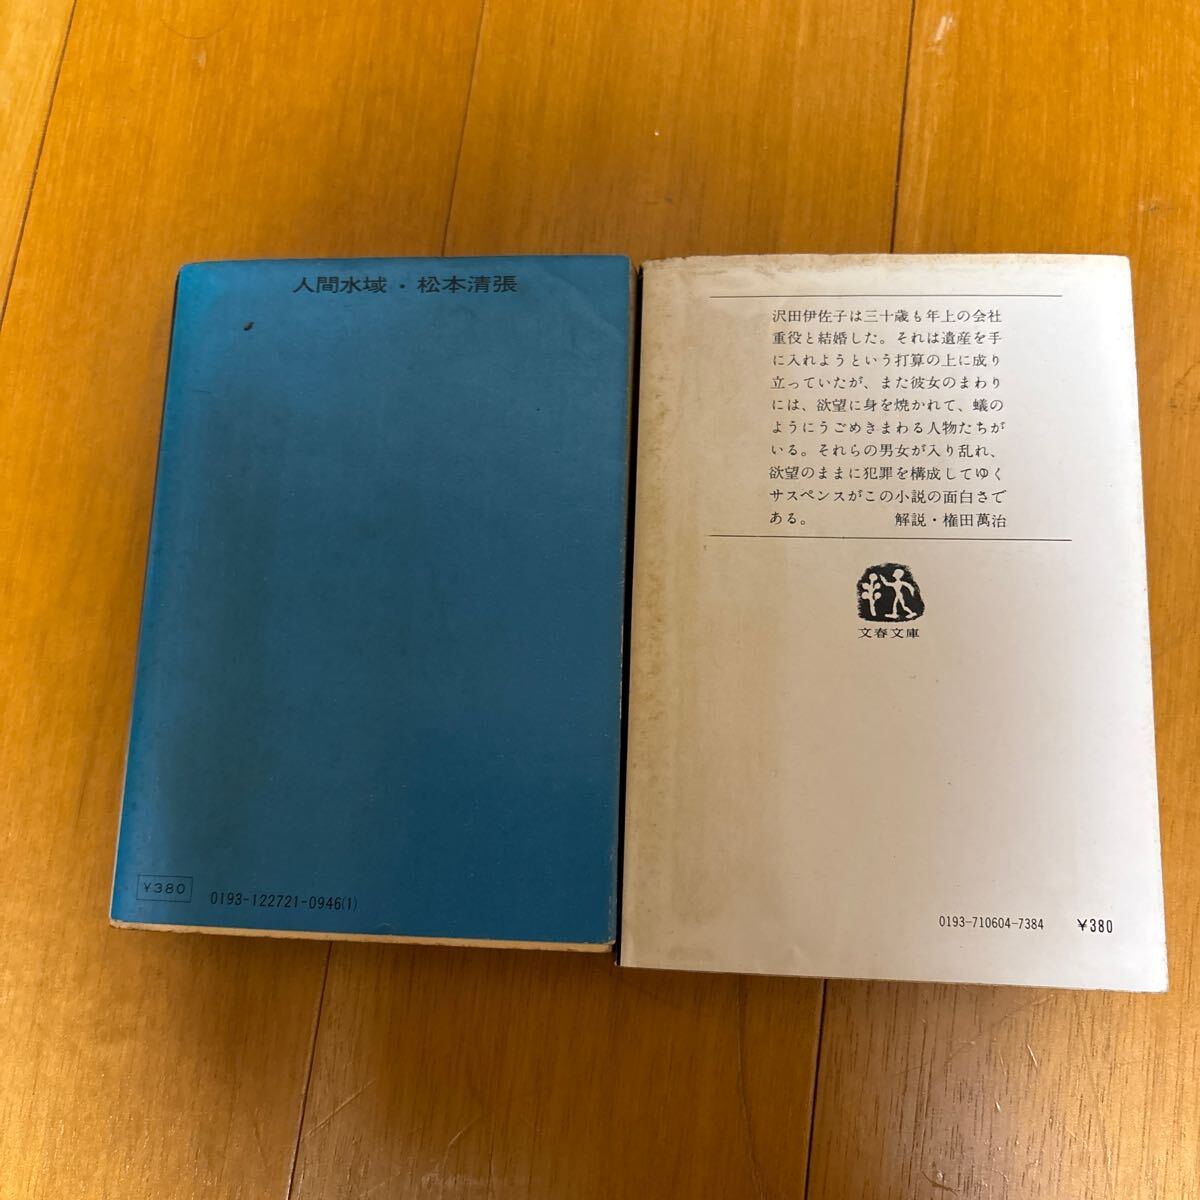 人間水域・松本清張
¥380
0193-122721-0946(1)
沢田伊佐子は三十歳も年上の会社
重役と結婚した。それは遺産を手
に入れようという打算の上に成り
立っていたが、また彼女のまわり
には、欲望に身を焼かれて、蟻の
ようにうごめきまわる人物たちが
いる。それらの男女が入り乱れ、
欲望のままに犯罪を構成してゆく
サスペンスがこの小説の面白さで
ある。 解説・権田萬治
文春文庫
0193-710604-7384 ¥380